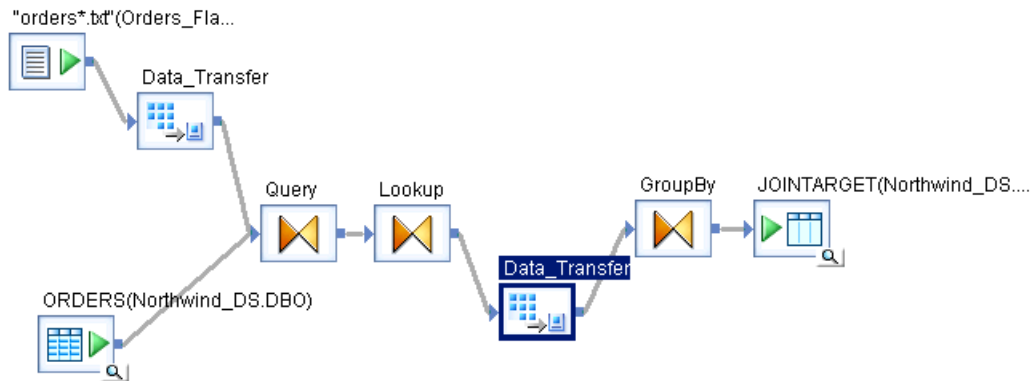 "orders*.txt"(Orders_Fla...
Data_Transfer
Query
Lookup
GroupBy
JOINTARGET(Northwind_DS....
Data_Transfer
ORDERS(Northwind_DS.DBO)